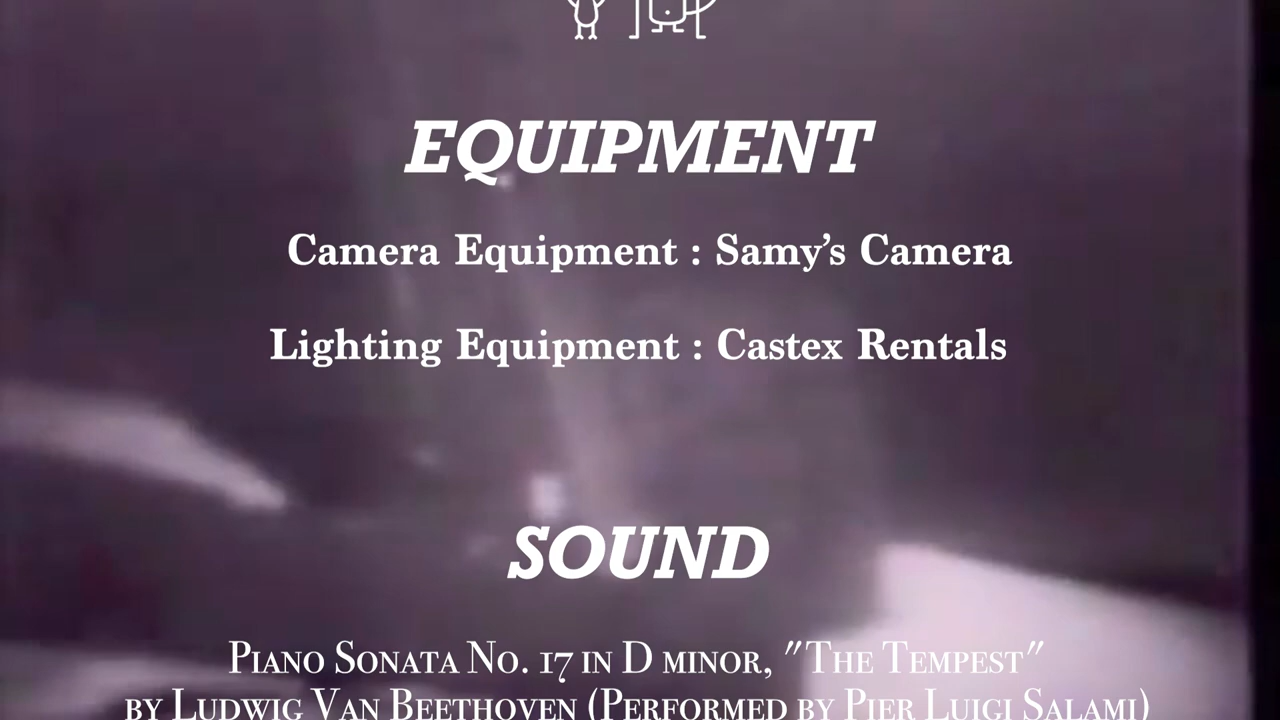 EQUIPMENT
Camera Equipment : Samy’s Camera
Lighting Equipment : Castex Rentals
SOUND
Piano Sonata No. 17 in D minor, "The Tempest"
by Ludwig Van Beethoven (Performed by Pier Luigi Salami)